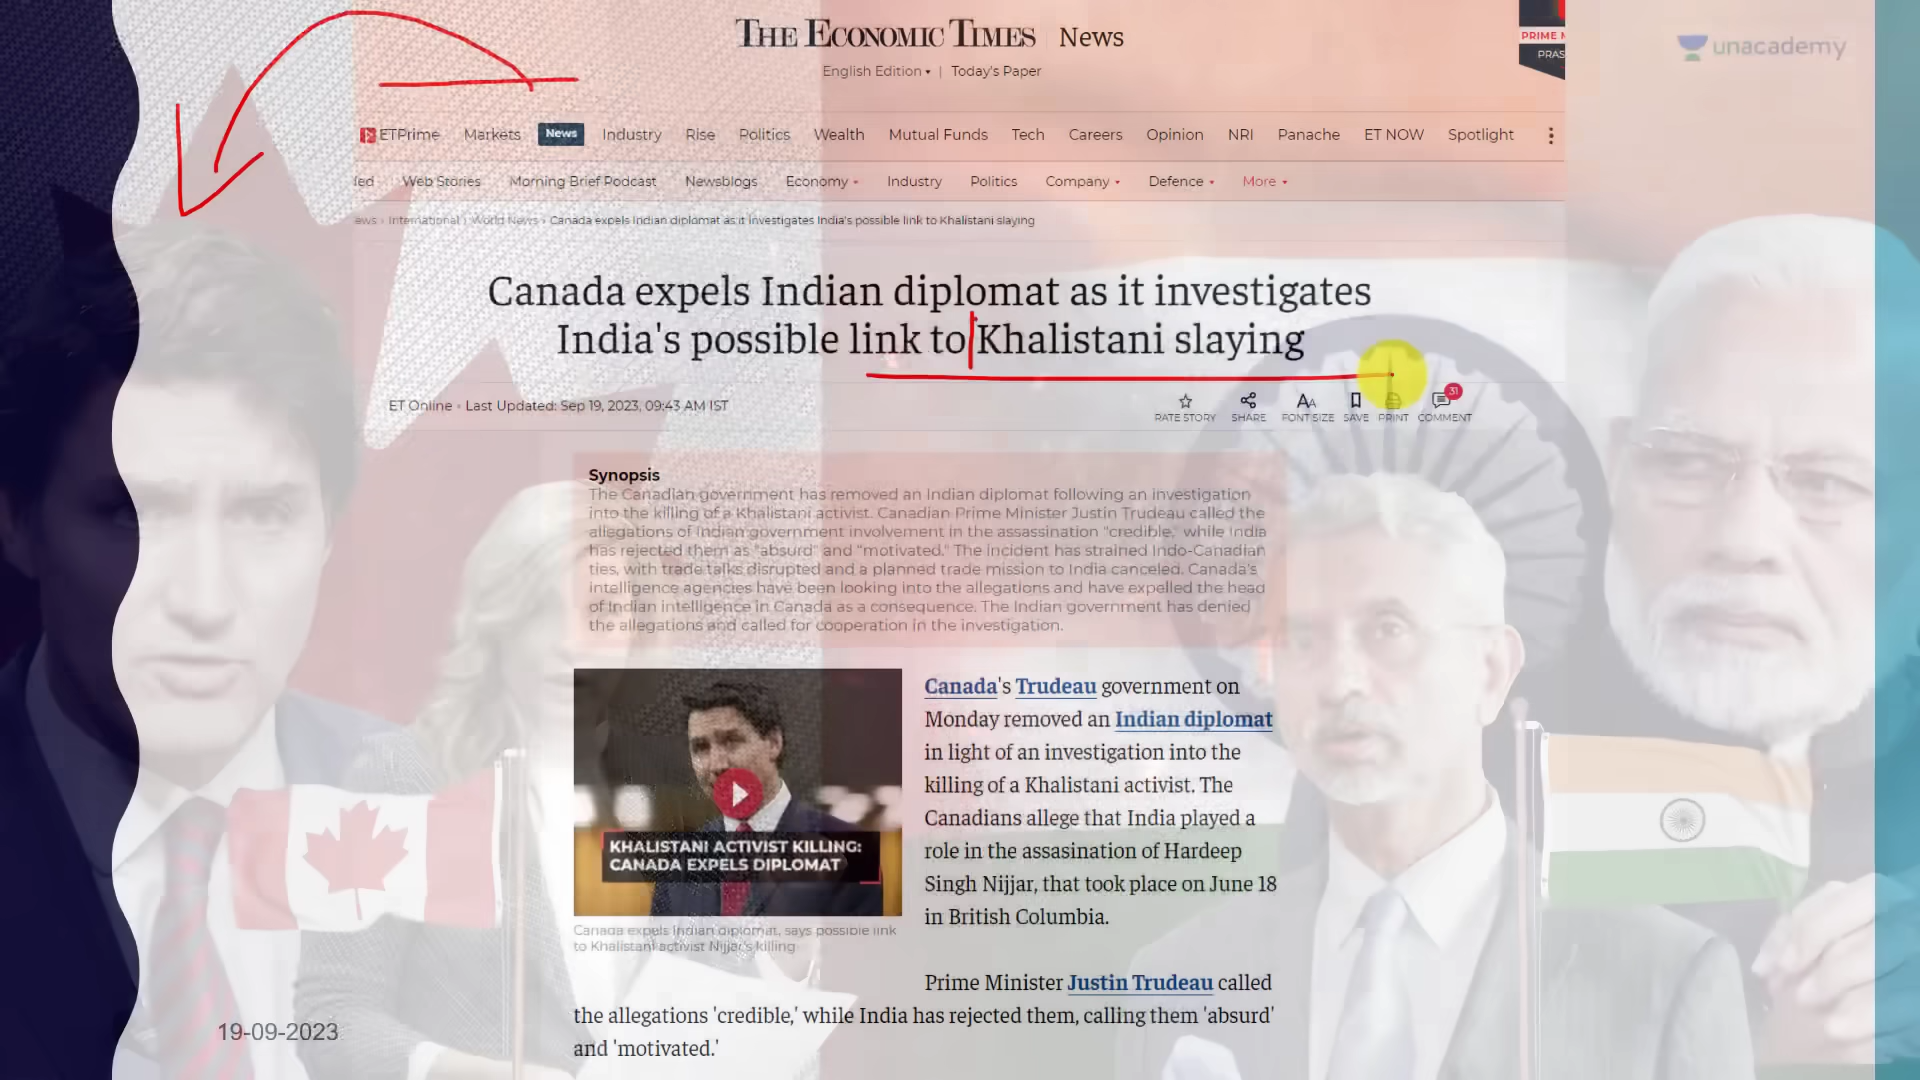 THE ECONOMIC TIMES | News
English Edition | Today's Paper
PRIME
PRAS
unacademy
ETPrime Markets News Industry Rise Politics Wealth Mutual Funds Tech Careers Opinion NRI Panache ET NOW Spotlight
Web Stories Morning Brief Podcast Newsblogs Economy Industry Politics Company Defence More
ews › International › World News › Canada expels Indian diplomat as it investigates India's possible link to Khalistani slaying
Canada expels Indian diplomat as it investigates
India's possible link to Khalistani slaying
ET Online • Last Updated: Sep 19, 2023, 09:43 AM IST
31
RATE STORY SHARE FONT SIZE SAVE PRINT COMMENT
Synopsis
The Canadian government has removed an Indian diplomat following an investigation
into the killing of a Khalistani activist. Canadian Prime Minister Justin Trudeau called the
allegations of Indian government involvement in the assassination "credible," while India
has rejected them as "absurd" and "motivated." The incident has strained Indo-Canadian
ties, with trade talks disrupted and a planned trade mission to India canceled. Canada's
intelligence agencies have been looking into the allegations and have expelled the head
of Indian intelligence in Canada as a consequence. The Indian government has denied
the allegations and called for cooperation in the investigation.
KHALISTANI ACTIVIST KILLING:
CANADA EXPELS DIPLOMAT
Canada expels Indian diplomat, says possible link
to Khalistani activist Nijjar's killing
Canada's Trudeau government on
Monday removed an Indian diplomat
in light of an investigation into the
killing of a Khalistani activist. The
Canadians allege that India played a
role in the assasination of Hardeep
Singh Nijjar, that took place on June 18
in British Columbia.
Prime Minister Justin Trudeau called
the allegations 'credible,' while India has rejected them, calling them 'absurd'
and 'motivated.'
19-09-2023